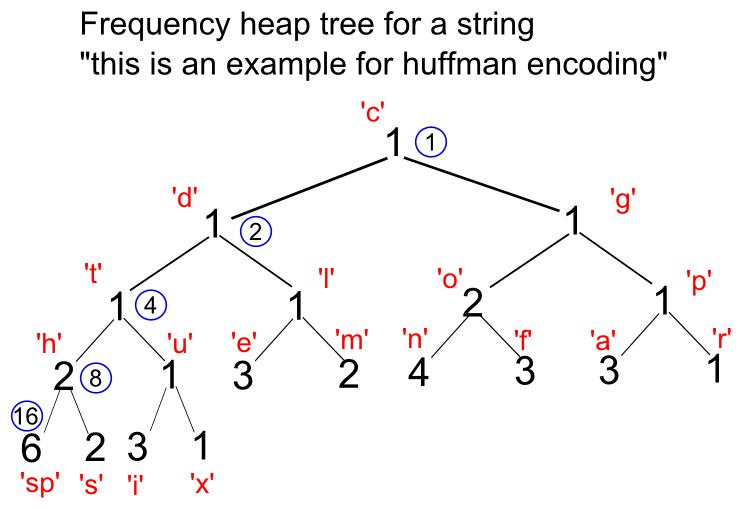 Frequency heap tree for a string
"this is an example for huffman encoding"
'c'
1 1
'd' 'g'
1 2 1
't' 'l' 'o' 'p'
1 4 1 2 1
'h' 'u' 'e' 'm' 'n' 'f' 'a' 'r'
2 8 1 3 2 4 3 3 1
16
6 2 3 1
'sp' 's' 'i' 'x'